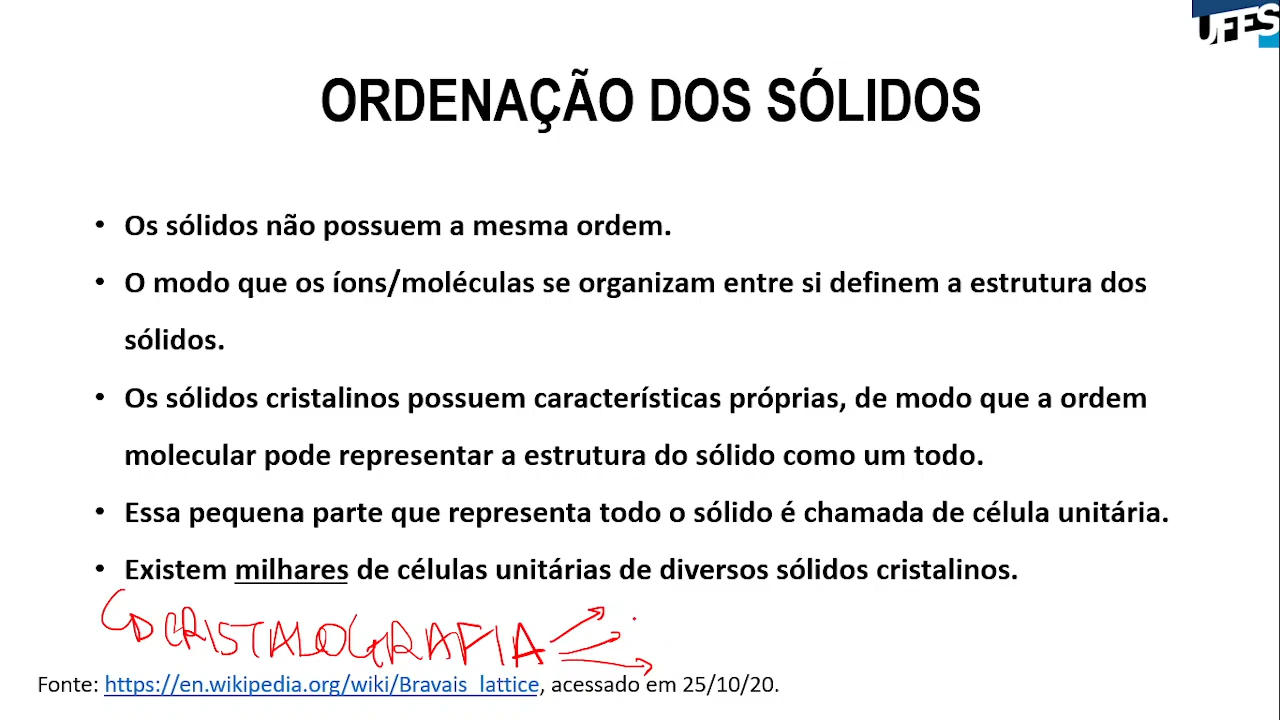 UFES
ORDENAÇÃO DOS SÓLIDOS
• Os sólidos não possuem a mesma ordem.
• O modo que os íons/moléculas se organizam entre si definem a estrutura dos
sólidos.
• Os sólidos cristalinos possuem características próprias, de modo que a ordem
molecular pode representar a estrutura do sólido como um todo.
• Essa pequena parte que representa todo o sólido é chamada de célula unitária.
• Existem milhares de células unitárias de diversos sólidos cristalinos.
CRISTALOGRAFIA
Fonte: https://en.wikipedia.org/wiki/Bravais_lattice, acessado em 25/10/20.